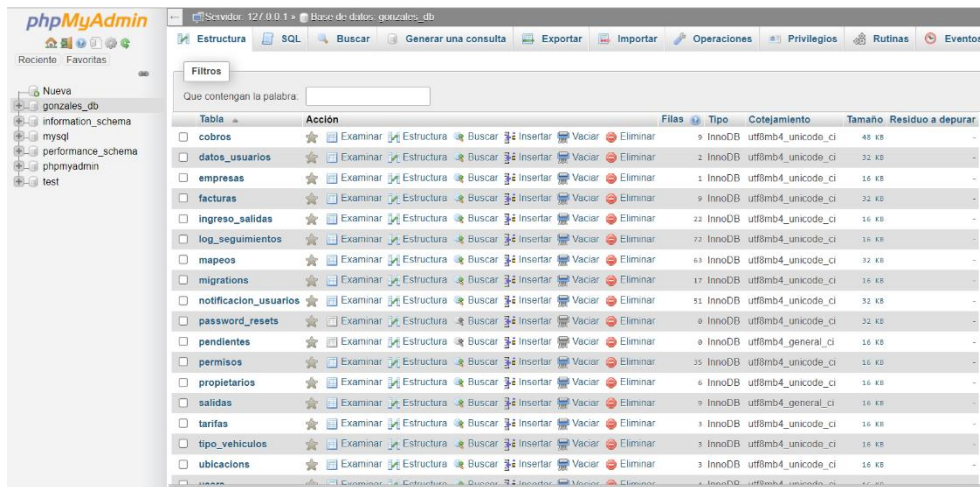 phpMyAdmin
Reciente Favoritas
Nueva
gonzales_db
information_schema
mysql
performance_schema
phpmyadmin
test
Servidor: 127.0.0.1 » Base de datos: gonzales_db
Estructura SQL Buscar Generar una consulta Exportar Importar Operaciones Privilegios Rutinas Eventos
Filtros
Que contengan la palabra:
Tabla Acción Filas Tipo Cotejamiento Tamaño Residuo a depurar
cobros Examinar Estructura Buscar Insertar Vaciar Eliminar 9 InnoDB utf8mb4_unicode_ci 48 KB -
datos_usuarios Examinar Estructura Buscar Insertar Vaciar Eliminar 2 InnoDB utf8mb4_unicode_ci 32 KB -
empresas Examinar Estructura Buscar Insertar Vaciar Eliminar 1 InnoDB utf8mb4_unicode_ci 16 KB -
facturas Examinar Estructura Buscar Insertar Vaciar Eliminar 9 InnoDB utf8mb4_unicode_ci 32 KB -
ingreso_salidas Examinar Estructura Buscar Insertar Vaciar Eliminar 22 InnoDB utf8mb4_unicode_ci 16 KB -
log_seguimientos Examinar Estructura Buscar Insertar Vaciar Eliminar 72 InnoDB utf8mb4_unicode_ci 16 KB -
mapeos Examinar Estructura Buscar Insertar Vaciar Eliminar 63 InnoDB utf8mb4_unicode_ci 32 KB -
migrations Examinar Estructura Buscar Insertar Vaciar Eliminar 17 InnoDB utf8mb4_unicode_ci 16 KB -
notificacion_usuarios Examinar Estructura Buscar Insertar Vaciar Eliminar 51 InnoDB utf8mb4_unicode_ci 32 KB -
password_resets Examinar Estructura Buscar Insertar Vaciar Eliminar 0 InnoDB utf8mb4_unicode_ci 32 KB -
pendientes Examinar Estructura Buscar Insertar Vaciar Eliminar 0 InnoDB utf8mb4_general_ci 16 KB -
permisos Examinar Estructura Buscar Insertar Vaciar Eliminar 35 InnoDB utf8mb4_unicode_ci 16 KB -
propietarios Examinar Estructura Buscar Insertar Vaciar Eliminar 6 InnoDB utf8mb4_unicode_ci 16 KB -
salidas Examinar Estructura Buscar Insertar Vaciar Eliminar 9 InnoDB utf8mb4_general_ci 16 KB -
tarifas Examinar Estructura Buscar Insertar Vaciar Eliminar 3 InnoDB utf8mb4_unicode_ci 16 KB -
tipo_vehiculos Examinar Estructura Buscar Insertar Vaciar Eliminar 3 InnoDB utf8mb4_unicode_ci 16 KB -
ubicacions Examinar Estructura Buscar Insertar Vaciar Eliminar 3 InnoDB utf8mb4_unicode_ci 16 KB -